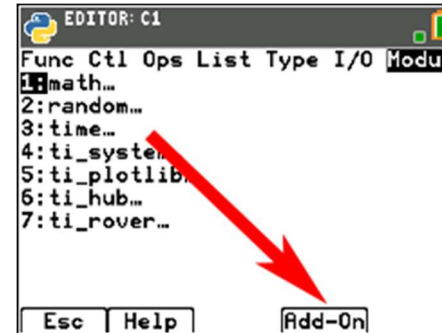 EDITOR: C1
Func Ctl Ops List Type I/O Modu
1:math…
2:random…
3:time…
4:ti_system
5:ti_plotlib
6:ti_hub…
7:ti_rover…
Esc Help Add-On